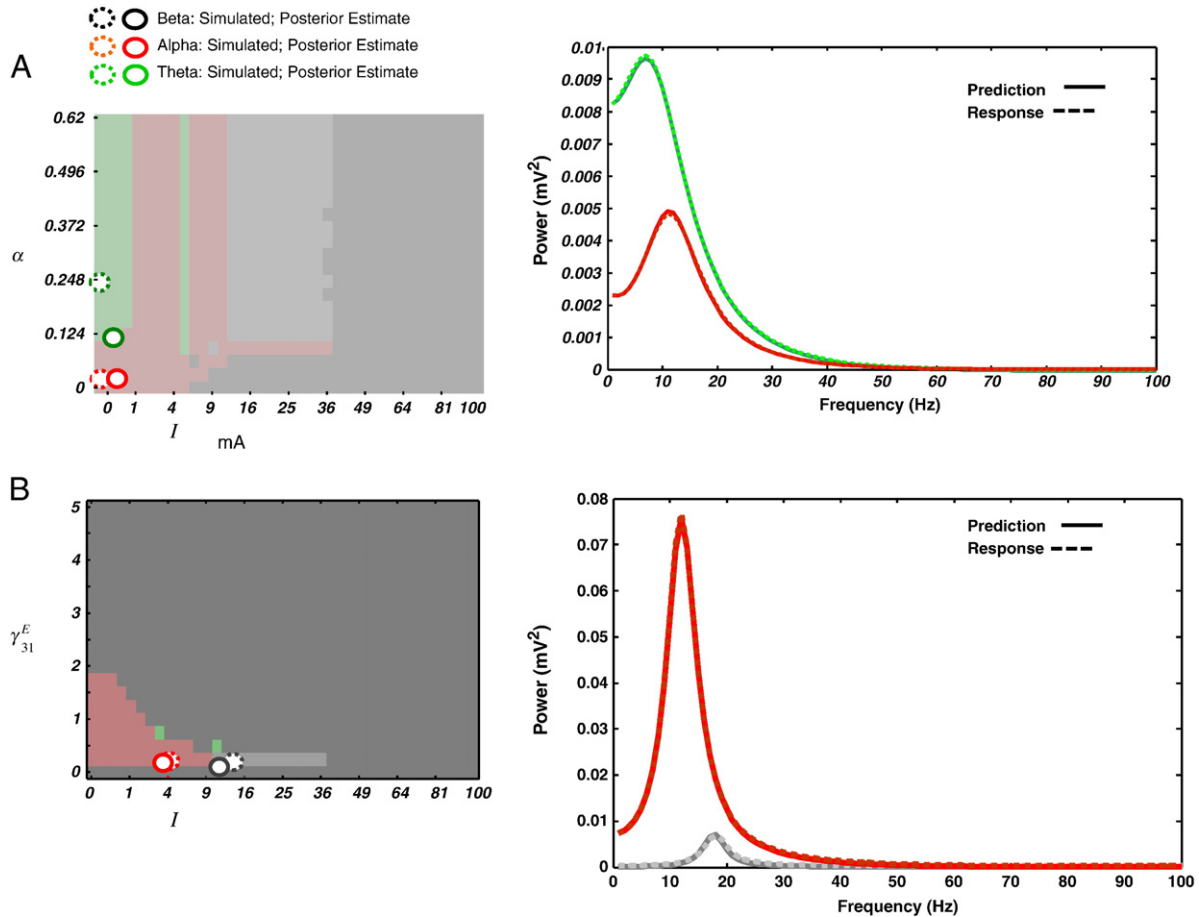 Beta: Simulated; Posterior Estimate
Alpha: Simulated; Posterior Estimate
Theta: Simulated; Posterior Estimate
A
0.62
0.496
0.372
0.248
0.124
0
α
0 1 4 9 16 25 36 49 64 81 100
I
mA
0.01
0.009
0.008
0.007
0.006
0.005
0.004
0.003
0.002
0.001
0
Power (mV²)
Prediction
Response
0 10 20 30 40 50 60 70 80 90 100
Frequency (Hz)
B
5
4
3
2
1
0
γ³¹ᴱ
0 1 4 9 16 25 36 49 64 81 100
I
0.08
0.07
0.06
0.05
0.04
0.03
0.02
0.01
0
Power (mV²)
Prediction
Response
0 10 20 30 40 50 60 70 80 90 100
Frequency (Hz)